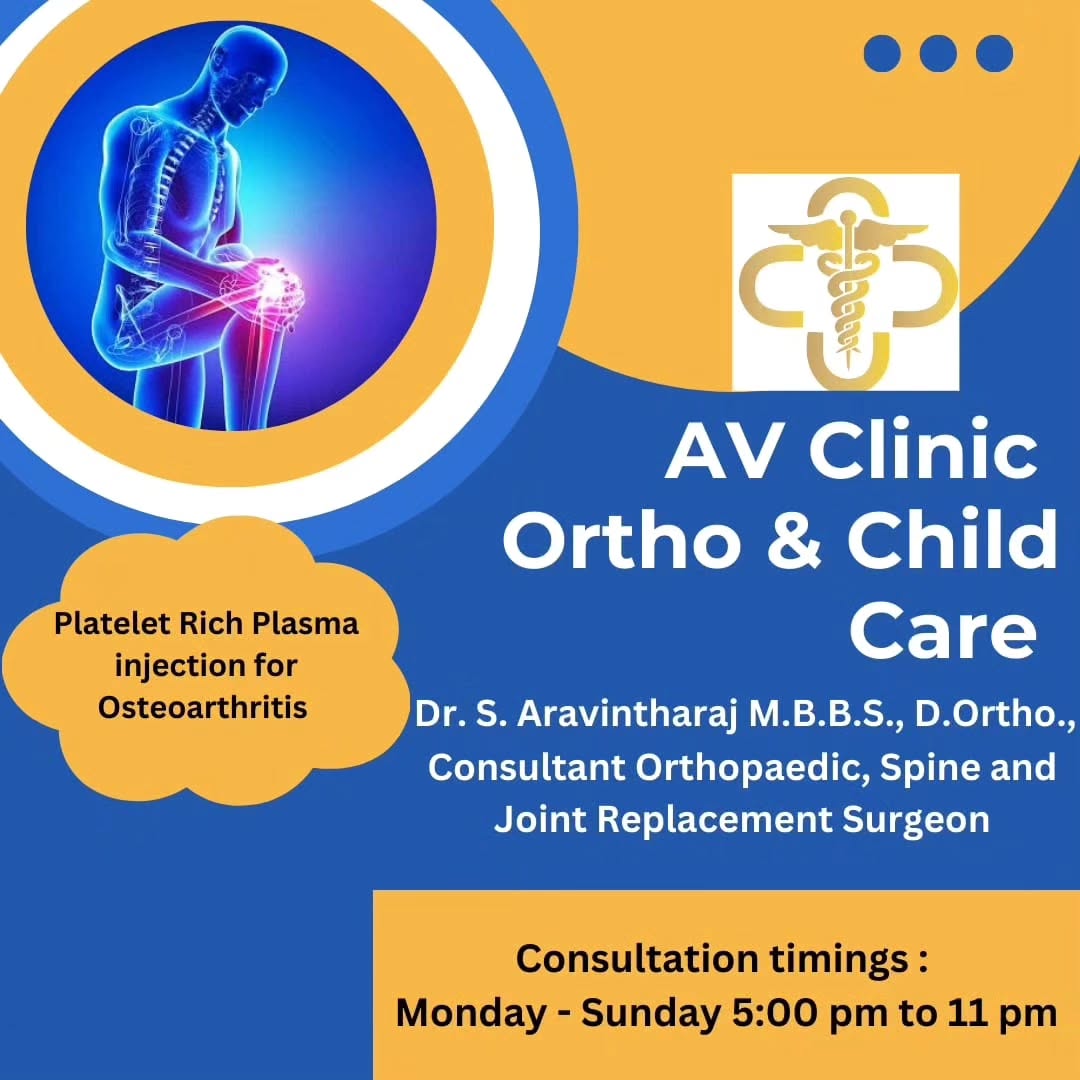 AV Clinic
Ortho & Child
Care
Platelet Rich Plasma
injection for
Osteoarthritis
Dr. S. Aravintharaj M.B.B.S., D.Ortho.,
Consultant Orthopaedic, Spine and
Joint Replacement Surgeon
Consultation timings :
Monday - Sunday 5:00 pm to 11 pm